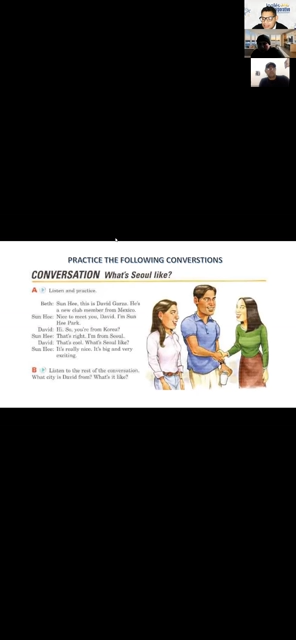 Inglés
PRACTICE THE FOLLOWING CONVERSTIONS
CONVERSATION What's Seoul like?
A Listen and practice.
Beth: Sun Hee, this is David Garza. He's
a new club member from Mexico.
Sun Hee: Nice to meet you, David. I'm Sun
Hee Park.
David: Hi. So, you're from Korea?
Sun Hee: That's right. I'm from Seoul.
David: That's cool. What's Seoul like?
Sun Hee: It's really nice. It's big and very
exciting.
B Listen to the rest of the conversation.
What city is David from? What's it like?